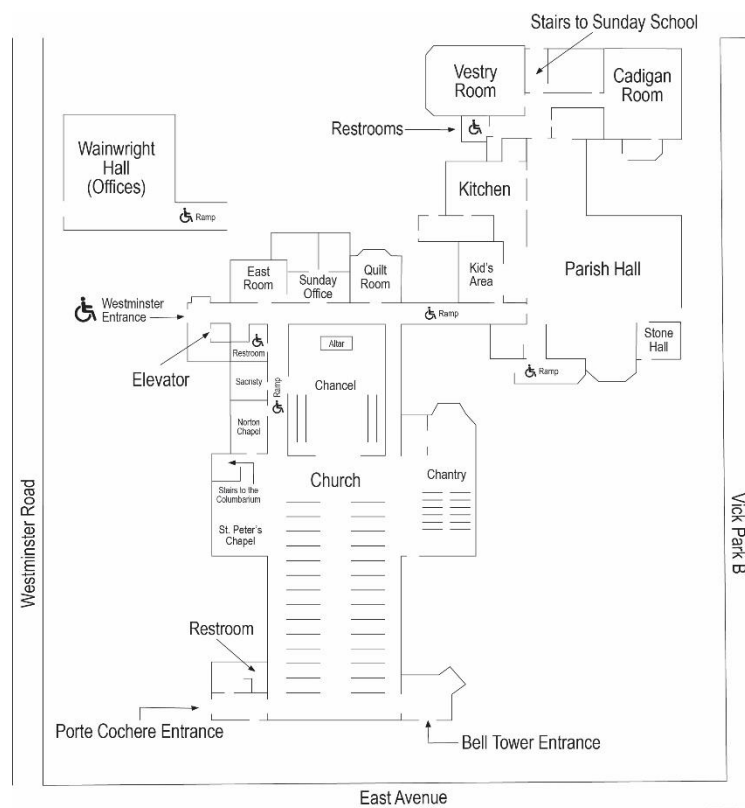 Stairs to Sunday School
Vestry
Room
Cadigan
Room
Restrooms
Wainwright
Hall
(Offices)
Ramp
Kitchen
East
Room
Sunday
Office
Quilt
Room
Kid's
Area
Parish Hall
Westminster
Entrance
Ramp
Stone
Hall
Elevator
Restroom
Altar
Ramp
Sacristy
Ramp
Chancel
Norton
Chapel
Church
Chantry
Stairs to the
Columbarium
St. Peter's
Chapel
Westminster Road
Vick Park B
Restroom
Porte Cochere Entrance
Bell Tower Entrance
East Avenue